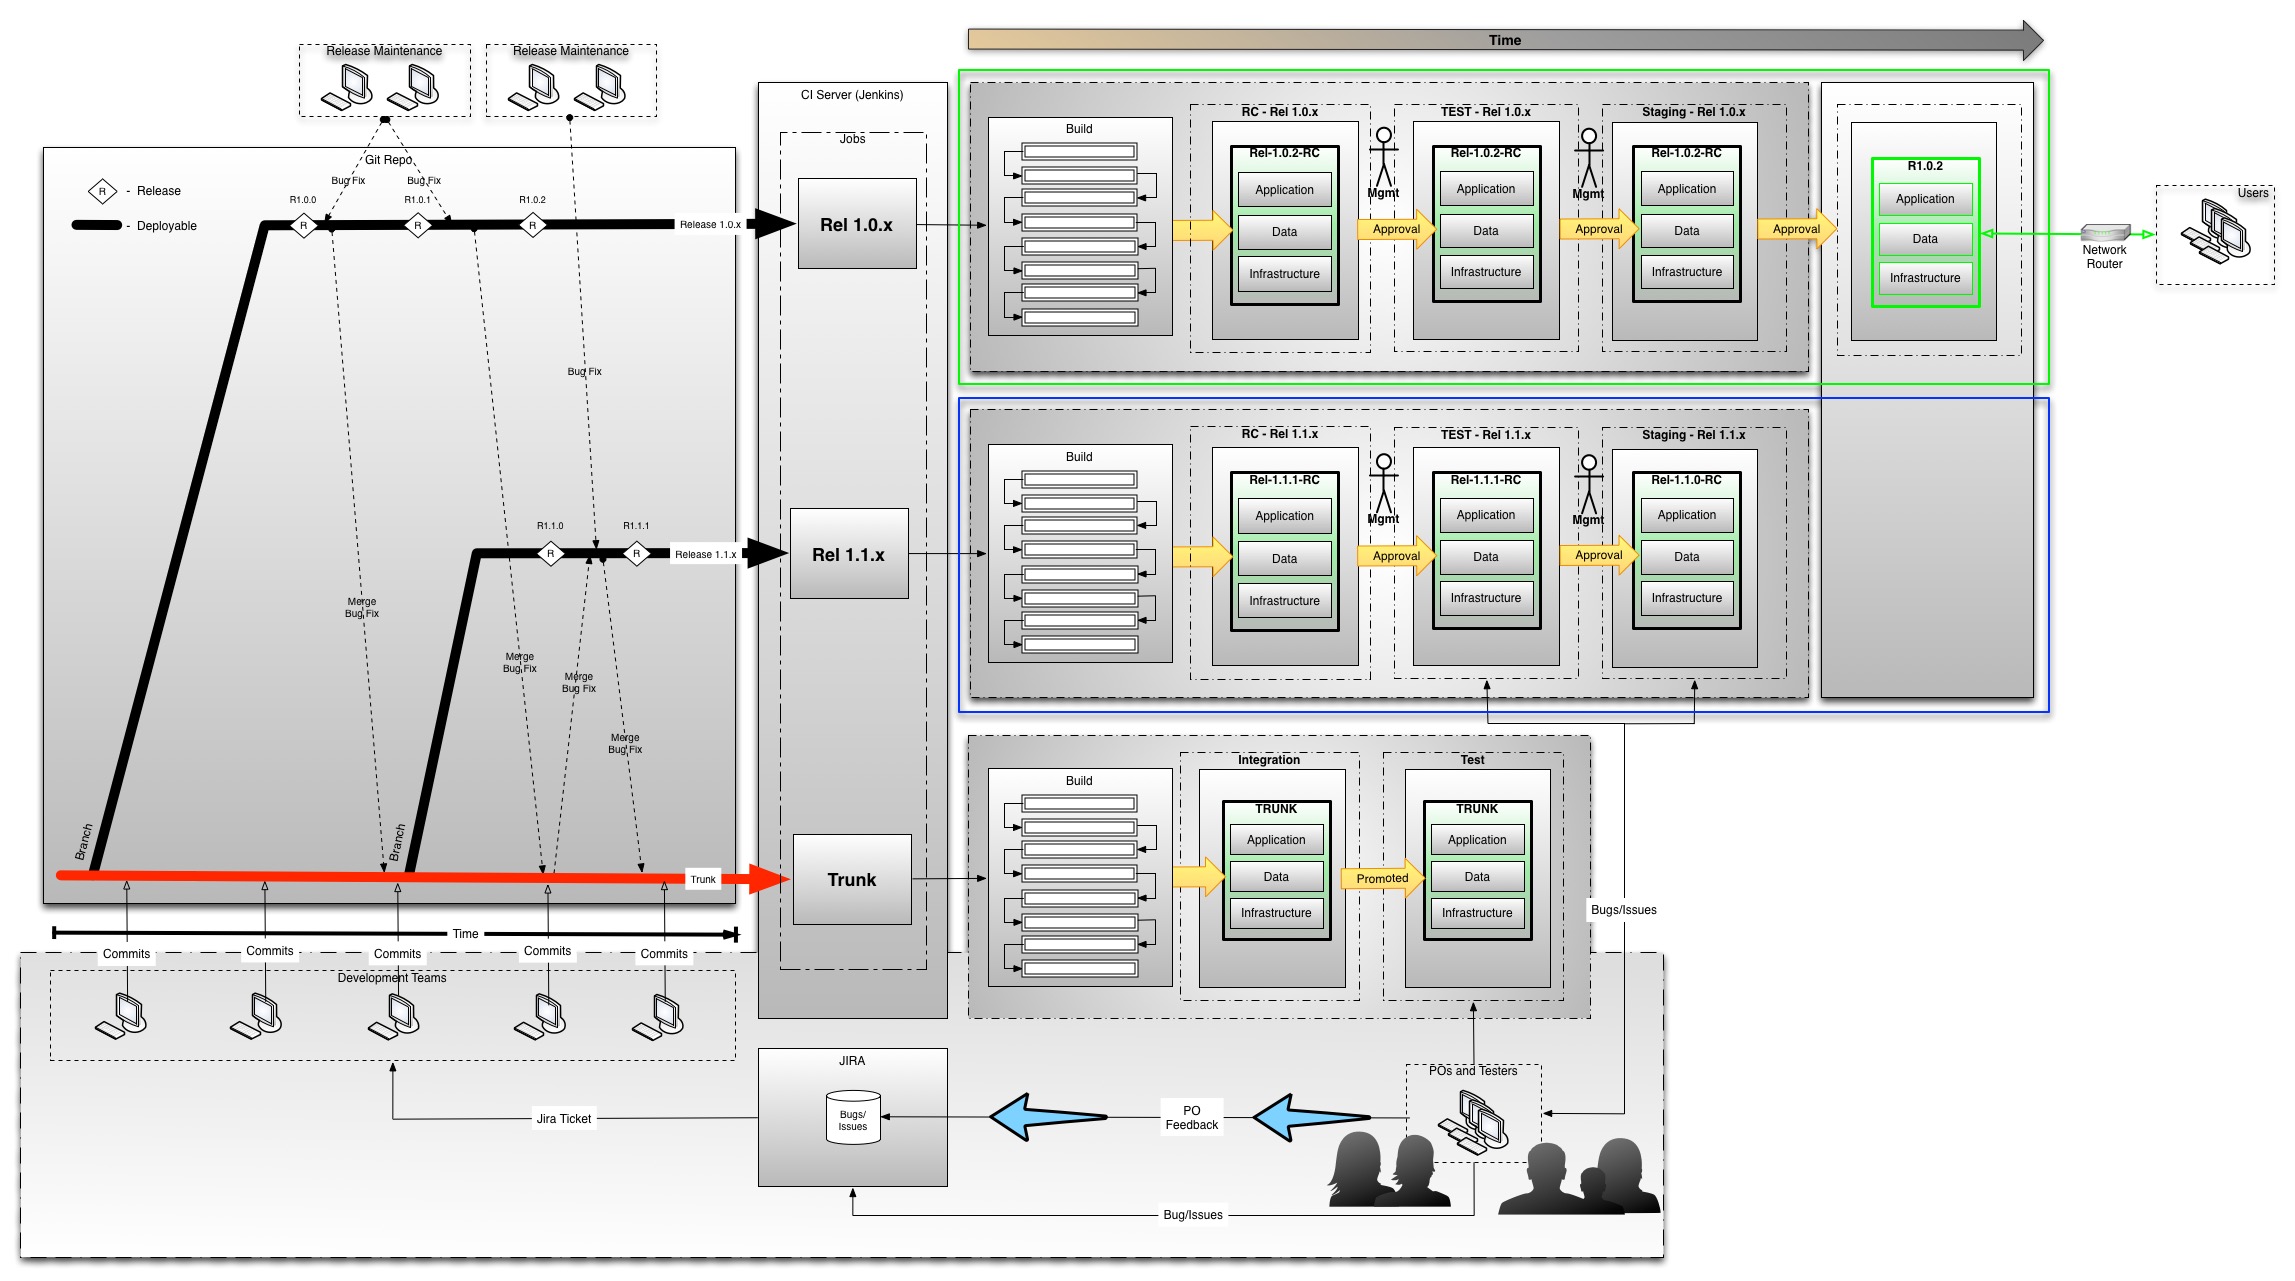 Time
Release Maintenance
Release Maintenance
CI Server (Jenkins)
Jobs
Git Repo
R
- Release
- Deployable
Bug Fix
Bug Fix
R1.0.0
R1.0.1
R1.0.2
R
R
R
Release 1.0.x
Rel 1.0.x
Bug Fix
R1.1.0
R1.1.1
R
R
Release 1.1.x
Rel 1.1.x
Merge
Bug Fix
Merge
Bug Fix
Merge
Bug Fix
Merge
Bug Fix
Branch
Branch
Trunk
Trunk
Time
Commits
Commits
Commits
Commits
Commits
Development Teams
Build
RC - Rel 1.0.x
Rel-1.0.2-RC
Application
Data
Infrastructure
Mgmt
Approval
TEST - Rel 1.0.x
Rel-1.0.2-RC
Application
Data
Infrastructure
Mgmt
Approval
Staging - Rel 1.0.x
Rel-1.0.2-RC
Application
Data
Infrastructure
Approval
R1.0.2
Application
Data
Infrastructure
Network
Router
Users
Build
RC - Rel 1.1.x
Rel-1.1.1-RC
Application
Data
Infrastructure
Mgmt
Approval
TEST - Rel 1.1.x
Rel-1.1.1-RC
Application
Data
Infrastructure
Mgmt
Approval
Staging - Rel 1.1.x
Rel-1.1.0-RC
Application
Data
Infrastructure
Build
Integration
TRUNK
Application
Data
Infrastructure
Promoted
Test
TRUNK
Application
Data
Infrastructure
Bugs/Issues
JIRA
Bugs/
Issues
Jira Ticket
PO
Feedback
POs and Testers
Bug/Issues